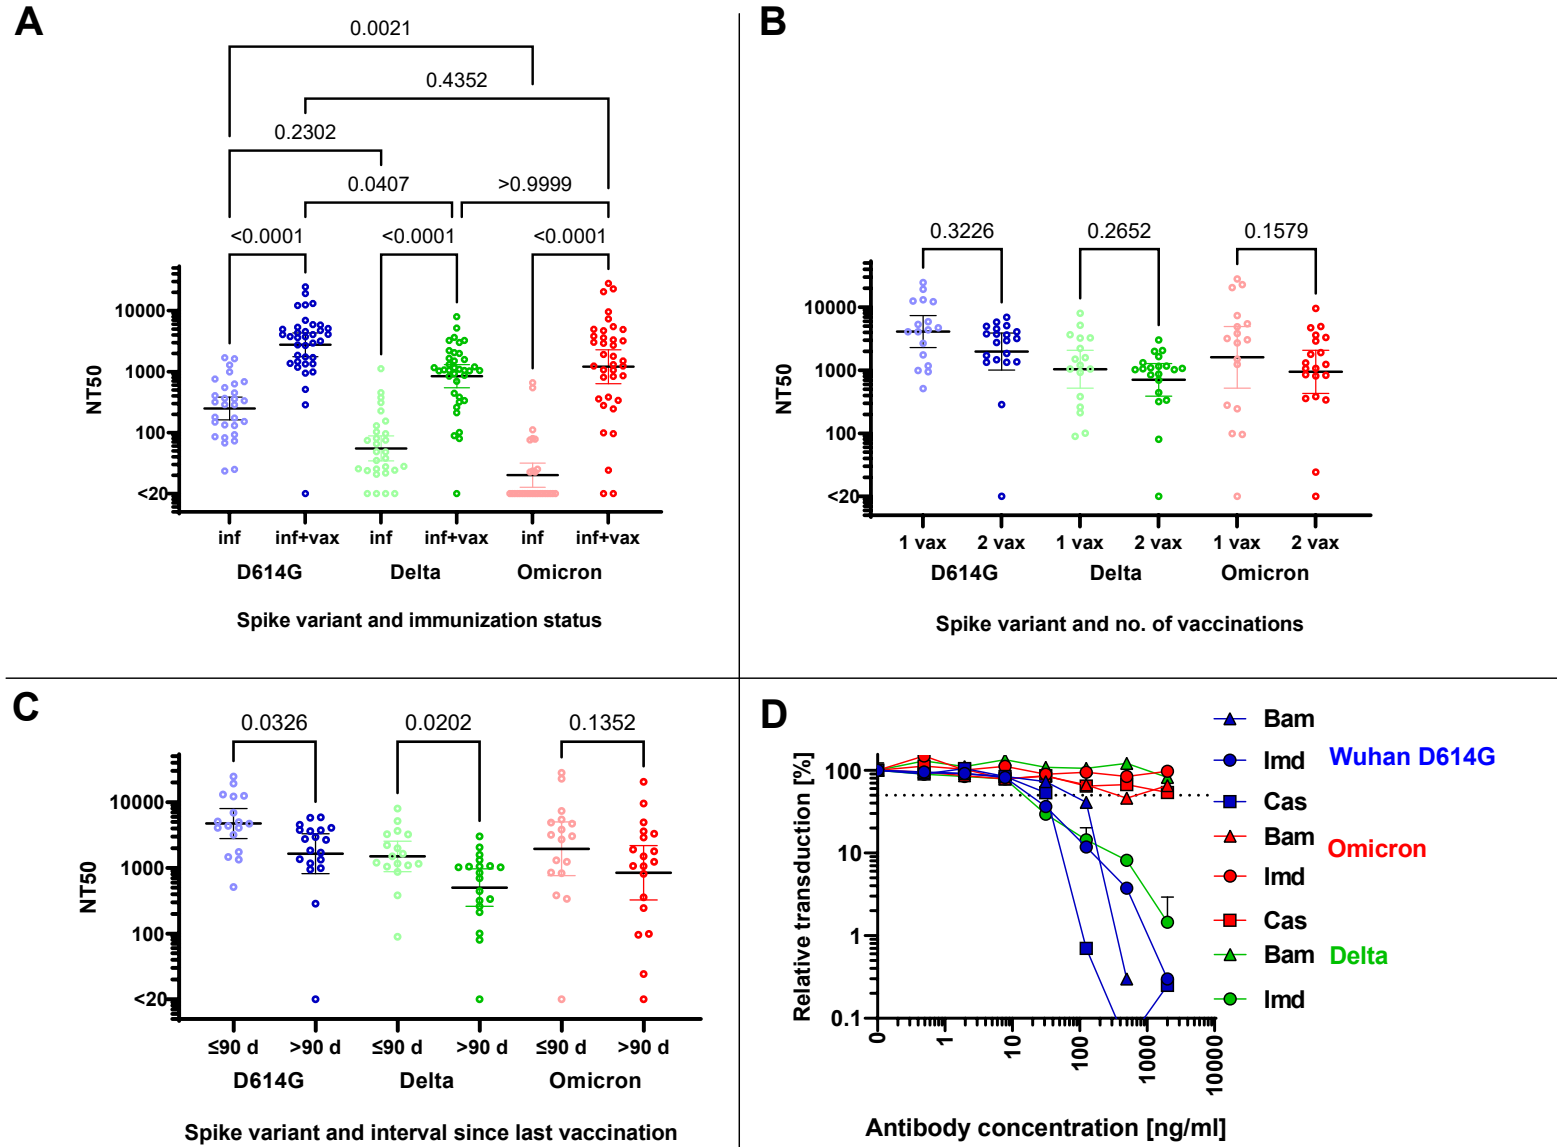 A
0.0021
0.4352
0.2302
0.0407
>0.9999
<0.0001
<0.0001
<0.0001
NT50
10000
1000
100
<20
inf
inf+vax
inf
inf+vax
inf
inf+vax
D614G
Delta
Omicron
Spike variant and immunization status
B
0.3226
0.2652
0.1579
NT50
10000
1000
100
<20
1 vax
2 vax
1 vax
2 vax
1 vax
2 vax
D614G
Delta
Omicron
Spike variant and no. of vaccinations
C
0.0326
0.0202
0.1352
NT50
10000
1000
100
<20
≤90 d
>90 d
≤90 d
>90 d
≤90 d
>90 d
D614G
Delta
Omicron
Spike variant and interval since last vaccination
D
Relative transduction [%]
100
10
1
0.1
0
1
10
100
1000
10000
Antibody concentration [ng/ml]
Bam
Imd
Wuhan D614G
Cas
Bam
Omicron
Imd
Cas
Bam
Delta
Imd